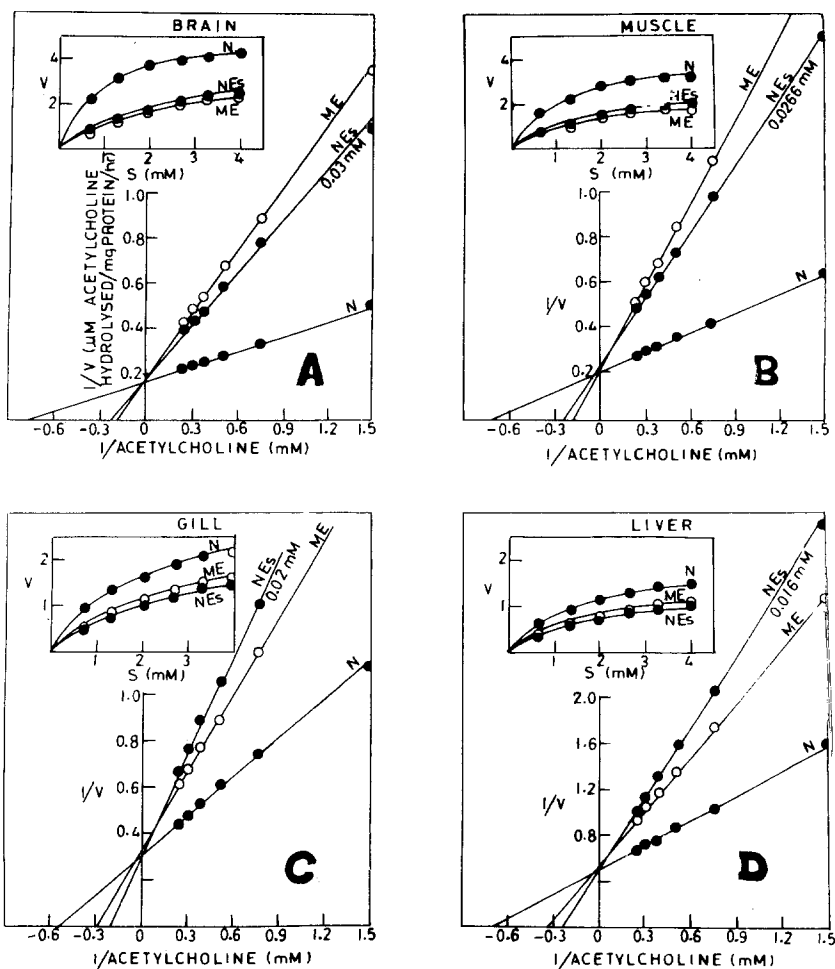 BRAIN
N
4
V
NEs
2
ME
1 2 3 4
S (mM)
ME
NEs
0.03 mM
1/V (μM ACETYLCHOLINE
HYDROLYSED/mg PROTEIN/hr)
1.0
0.8
0.6
0.4
0.2
N
A
-0.6 -0.3 0 0.3 0.6 0.9 1.2 1.5
1/ACETYLCHOLINE (mM)
MUSCLE
4
N
V
NEs
2
ME
1 2 3 4
S (mM)
ME
NEs
0.0266 mM
1.0
0.8
0.6
1/V
0.4
0.2
N
B
-0.6 -0.3 0 0.3 0.6 0.9 1.2 1.5
1/ACETYLCHOLINE (mM)
GILL
N
2
V
ME
1
NEs
1 2 3
S (mM)
NEs
0.02 mM
ME
1.0
0.8
0.6
1/V
0.4
N
C
-0.6 -0.3 0 0.3 0.6 0.9 1.2 1.5
1/ACETYLCHOLINE (mM)
LIVER
2
N
V
ME
1
NEs
1 2 3 4
S (mM)
NEs
0.016 mM
ME
2.0
1.6
1.2
1/V
0.8
N
D
-0.6 -0.3 0 0.3 0.6 0.9 1.2 1.5
1/ACETYLCHOLINE (mM)